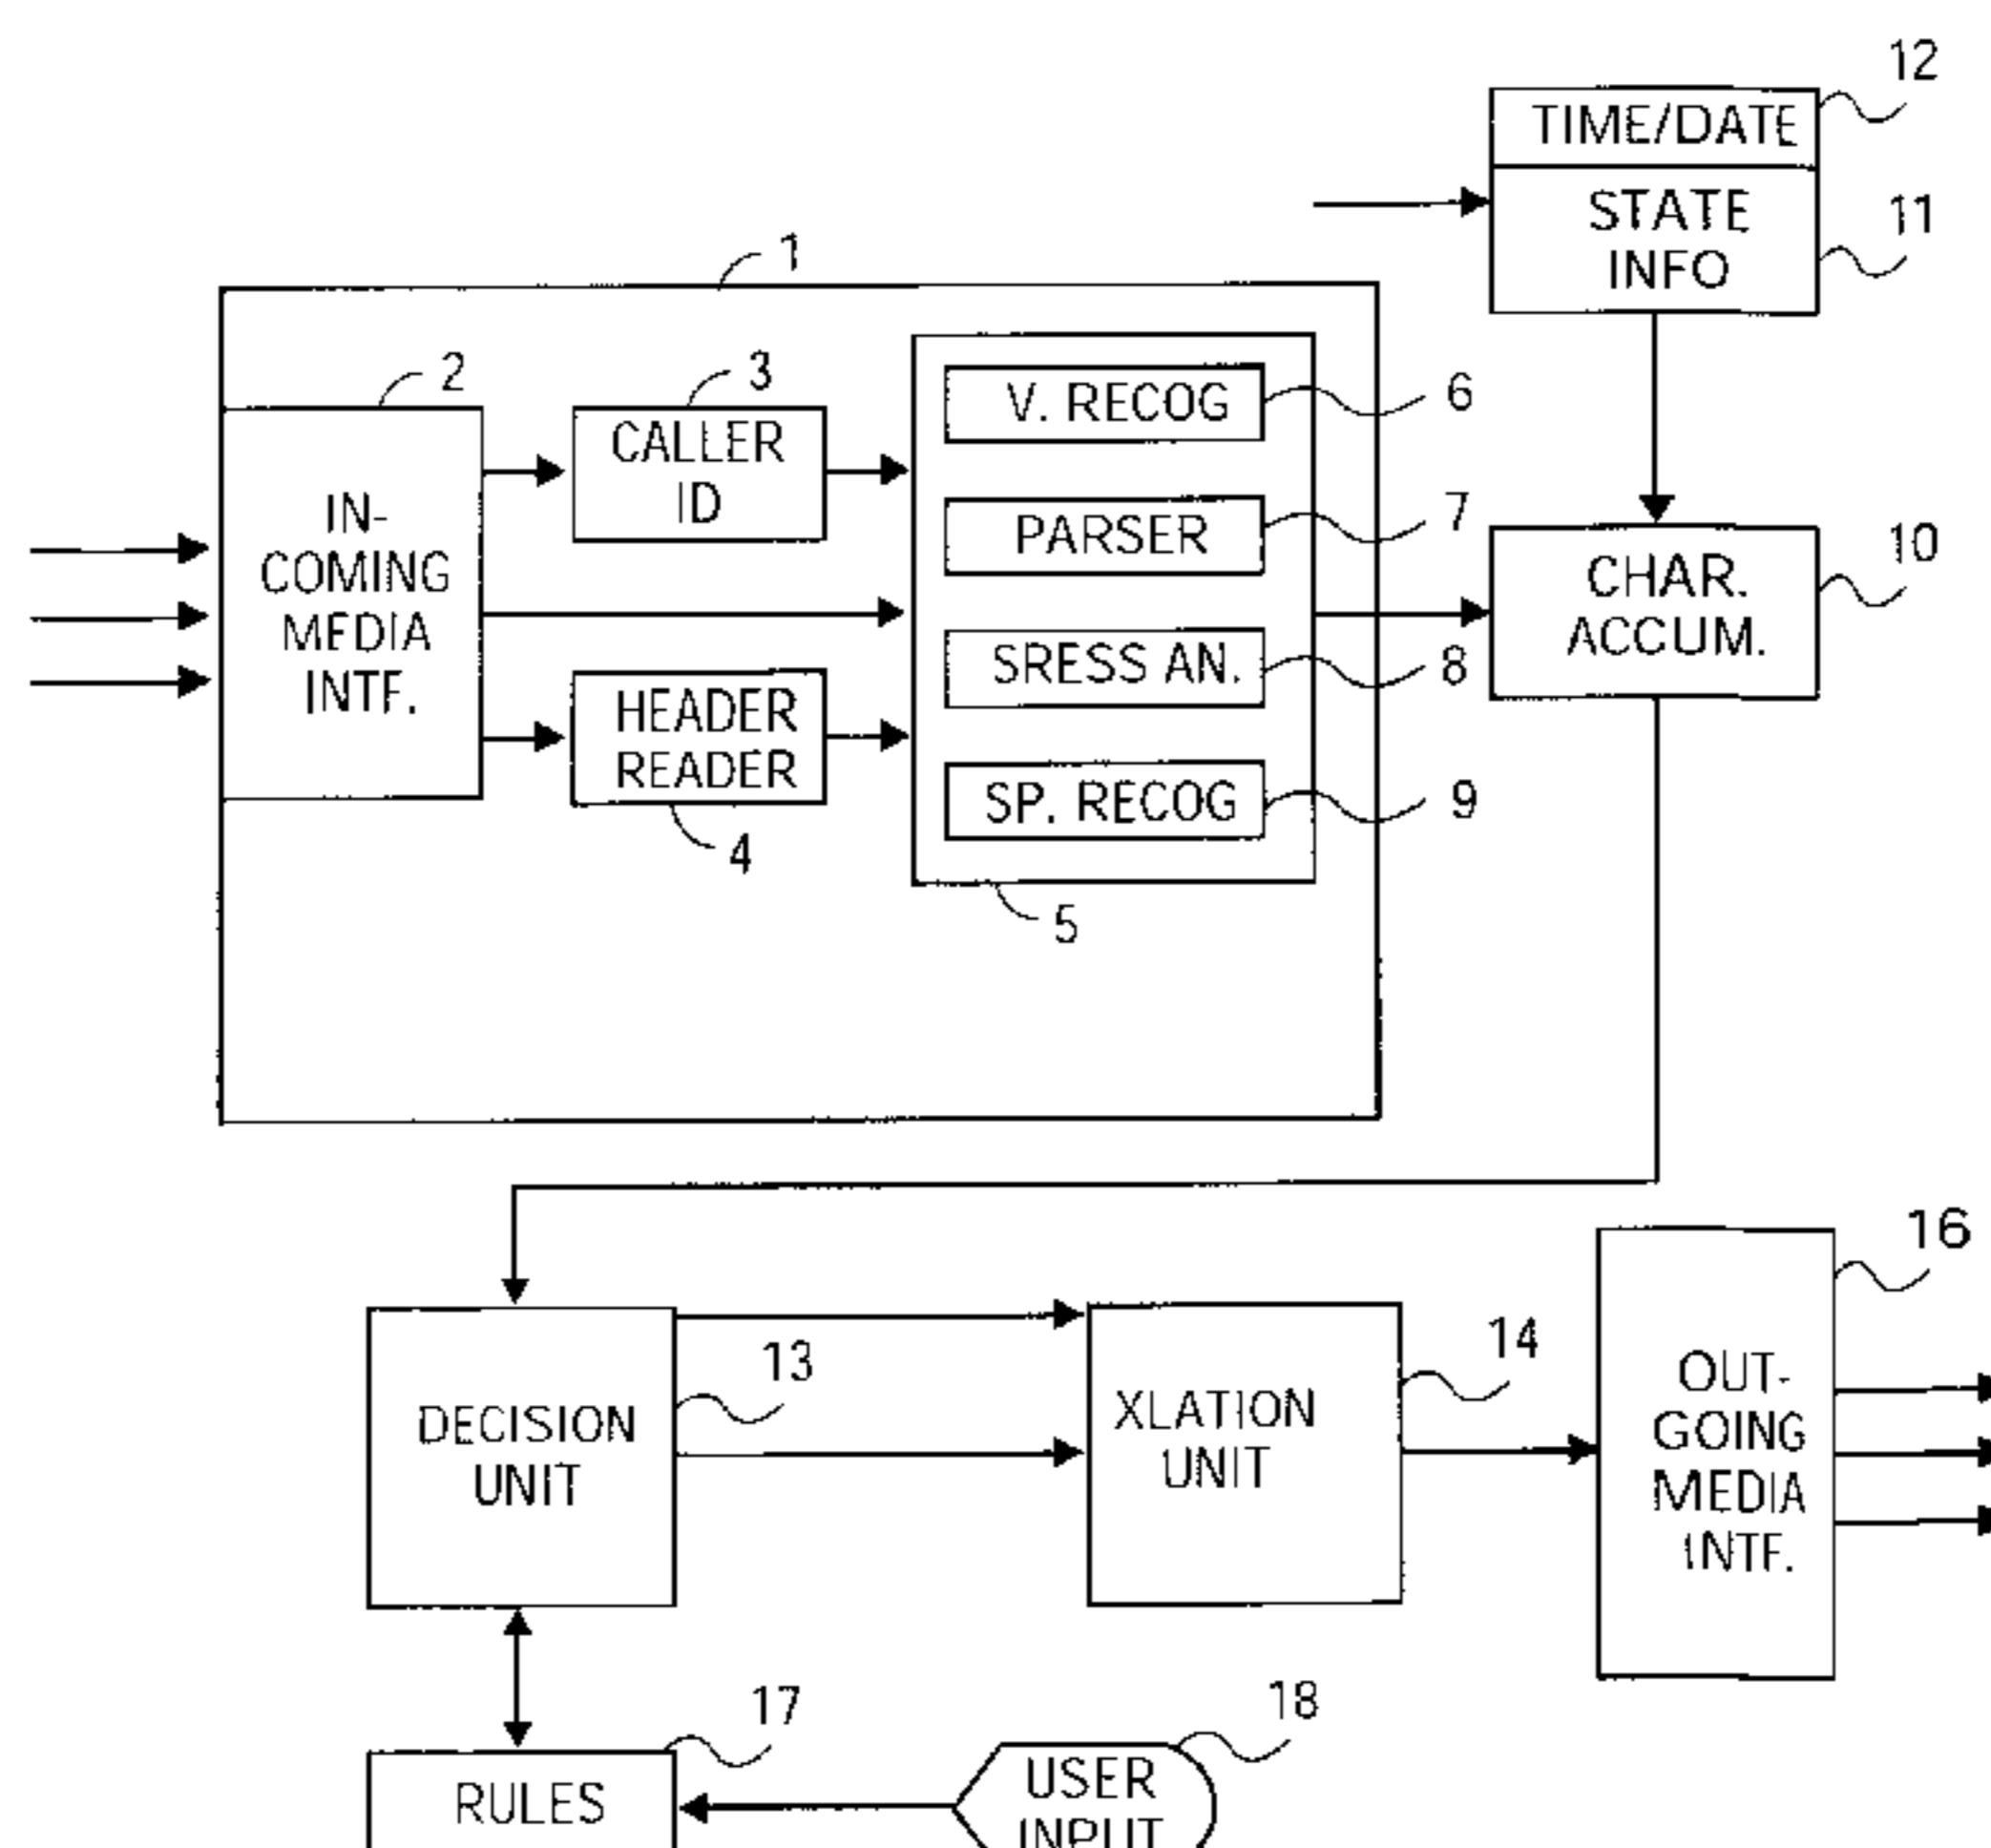 12
TIME/DATE
STATE
INFO
11
1
2
3
CALLER
ID
V. RECOG
6
IN-
COMING
MEDIA
INTF.
PARSER
7
CHAR.
ACCUM.
10
HEADER
READER
4
SRESS AN.
8
SP. RECOG
9
5
16
13
14
DECISION
UNIT
XLATION
UNIT
OUT-
GOING
MEDIA
INTF.
17
18
RULES
USER
INPUT